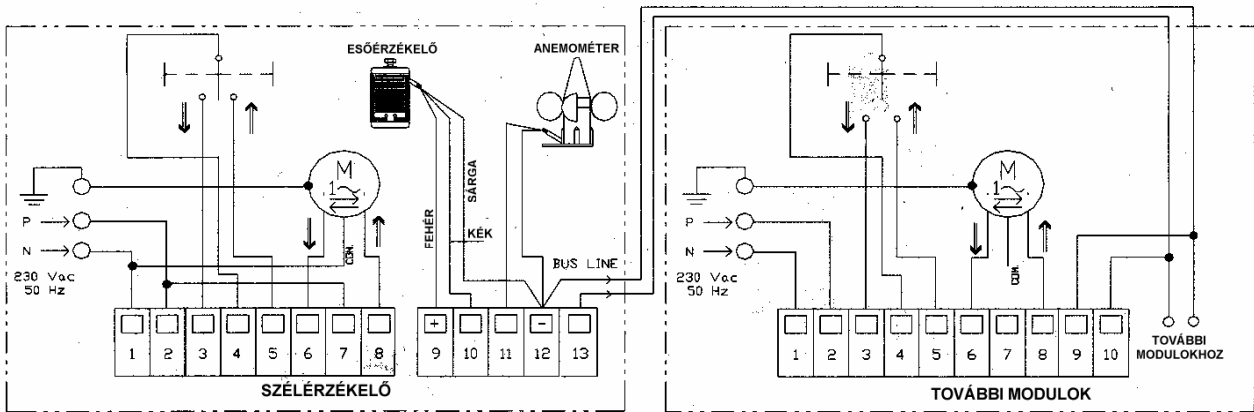 ESŐÉRZÉKELŐ
ANEMOMÉTER
M
1
P
N
230 Vac
50 Hz
COM.
FEHÉR
KÉK
SÁRGA
BUS LINE
+
-
1 2 3 4 5 6 7 8
9 10 11 12 13
SZÉLÉRZÉKELŐ
M
1
P
N
230 Vac
50 Hz
COM.
1 2 3 4 5 6 7 8 9 10
TOVÁBBI
MODULOKHOZ
TOVÁBBI MODULOK